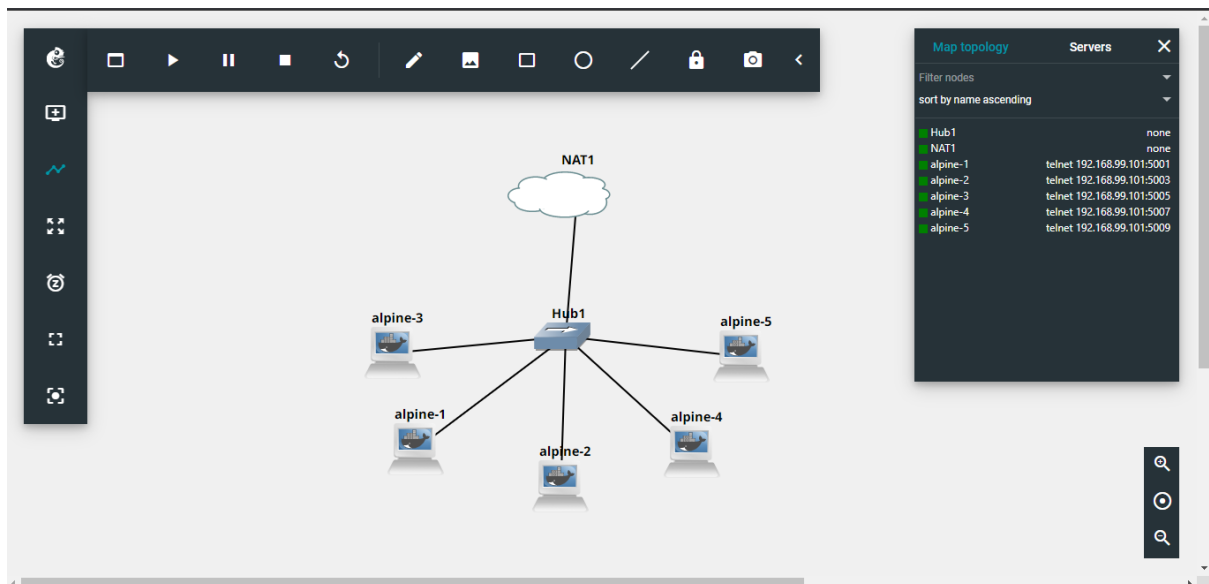 Map topology Servers
Filter nodes
sort by name ascending
Hub1 none
NAT1 none
alpine-1 telnet 192.168.99.101:5001
alpine-2 telnet 192.168.99.101:5003
alpine-3 telnet 192.168.99.101:5005
alpine-4 telnet 192.168.99.101:5007
alpine-5 telnet 192.168.99.101:5009
NAT1
Hub1
alpine-3
alpine-5
alpine-1
alpine-4
alpine-2